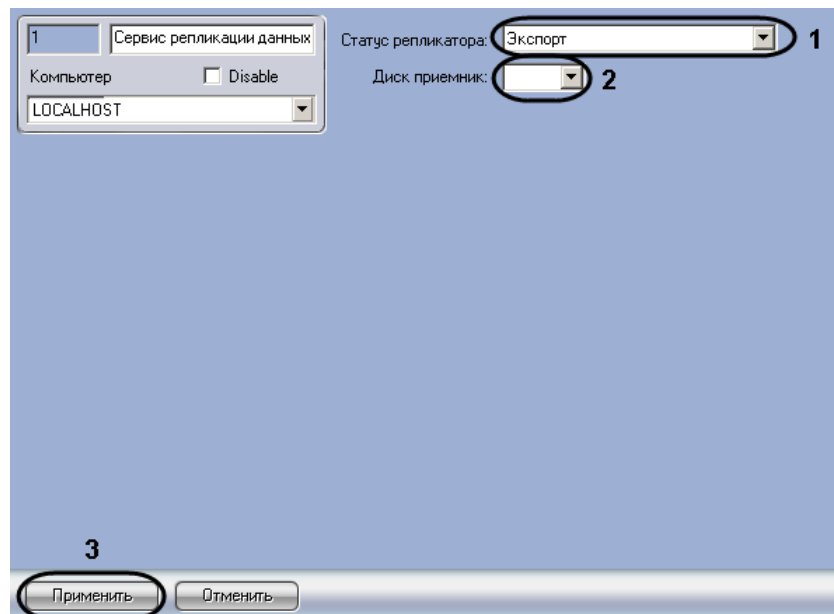 1 Сервис репликации данных
Компьютер Disable
LOCALHOST
Статус репликатора: Экспорт 1
Диск приемник: 2
3
Применить Отменить